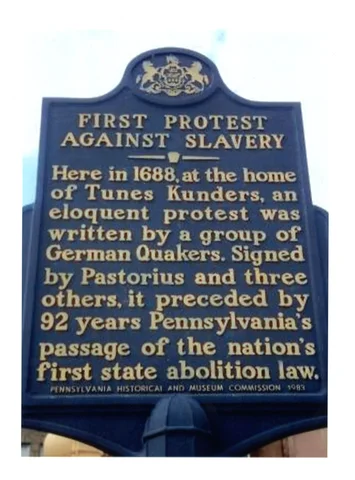 FIRST PROTEST
AGAINST SLAVERY
Here in 1688, at the home
of Tunes Kunders, an
eloquent protest was
written by a group of
German Quakers. Signed
by Pastorius and three
others, it preceded by
92 years Pennsylvania's
passage of the nation's
first state abolition law.
PENNSYLVANIA HISTORICAL AND MUSEUM COMMISSION 1983